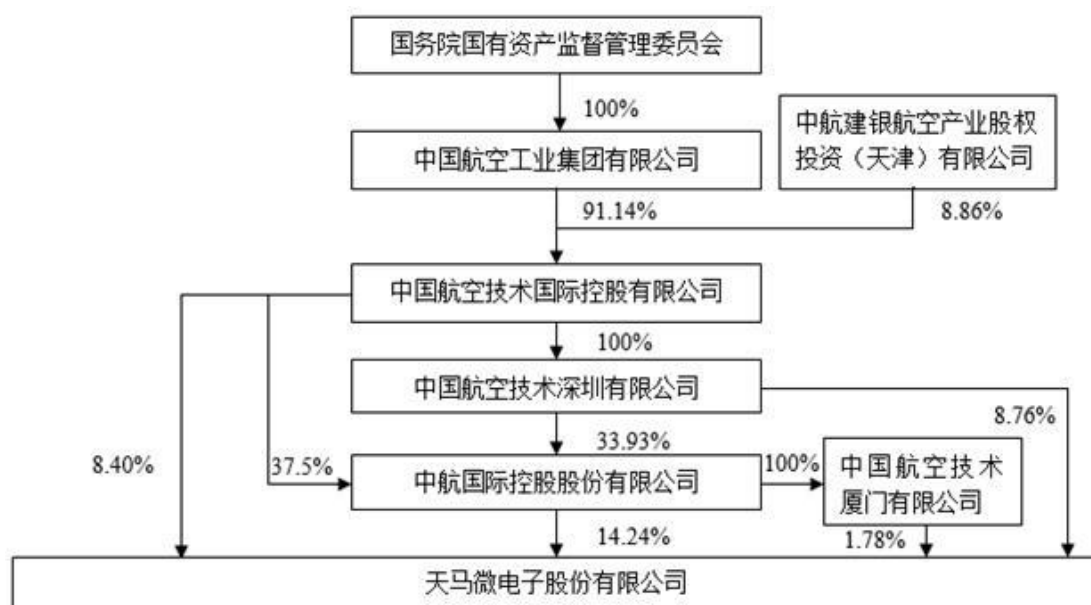 国务院国有资产监督管理委员会
100%
中国航空工业集团有限公司
中航建银航空产业股权
投资（天津）有限公司
91.14%
8.86%
中国航空技术国际控股有限公司
100%
中国航空技术深圳有限公司
8.40%
37.5%
33.93%
8.76%
中航国际控股股份有限公司
100%
中国航空技术
厦门有限公司
14.24%
1.78%
天马微电子股份有限公司